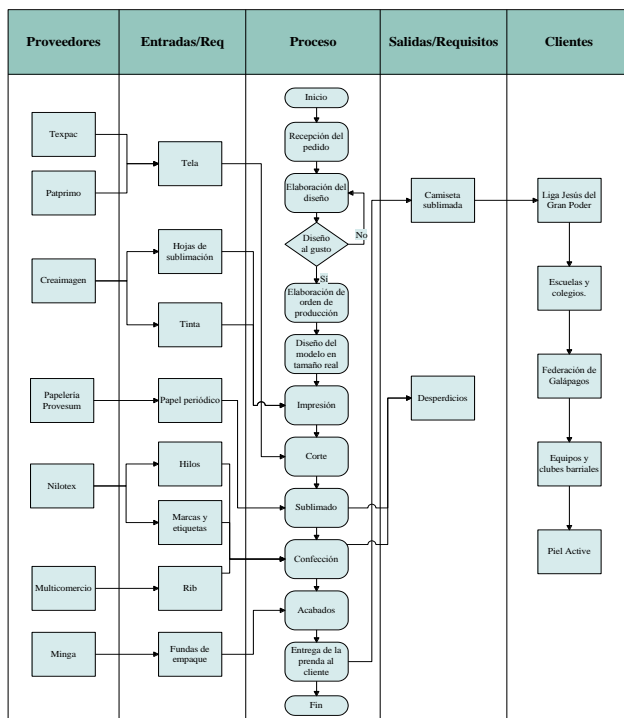 Proveedores
Entradas/Req
Proceso
Salidas/Requisitos
Clientes
Texpac
Patprimo
Creaimagen
Papelería
Provesum
Nilotex
Multicomercio
Minga
Tela
Hojas de
sublimación
Tinta
Papel periódico
Hilos
Marcas y
etiquetas
Rib
Fundas de
empaque
Inicio
Recepción del
pedido
Elaboración del
diseño
Diseño
al gusto
No
Si
Elaboración de
orden de
producción
Diseño del
modelo en
tamaño real
Impresión
Corte
Sublimado
Confección
Acabados
Entrega de la
prenda al
cliente
Fin
Camiseta
sublimada
Desperdicios
Liga Jesús del
Gran Poder
Escuelas y
colegios.
Federación de
Galápagos
Equipos y
clubes barriales
Piel Active